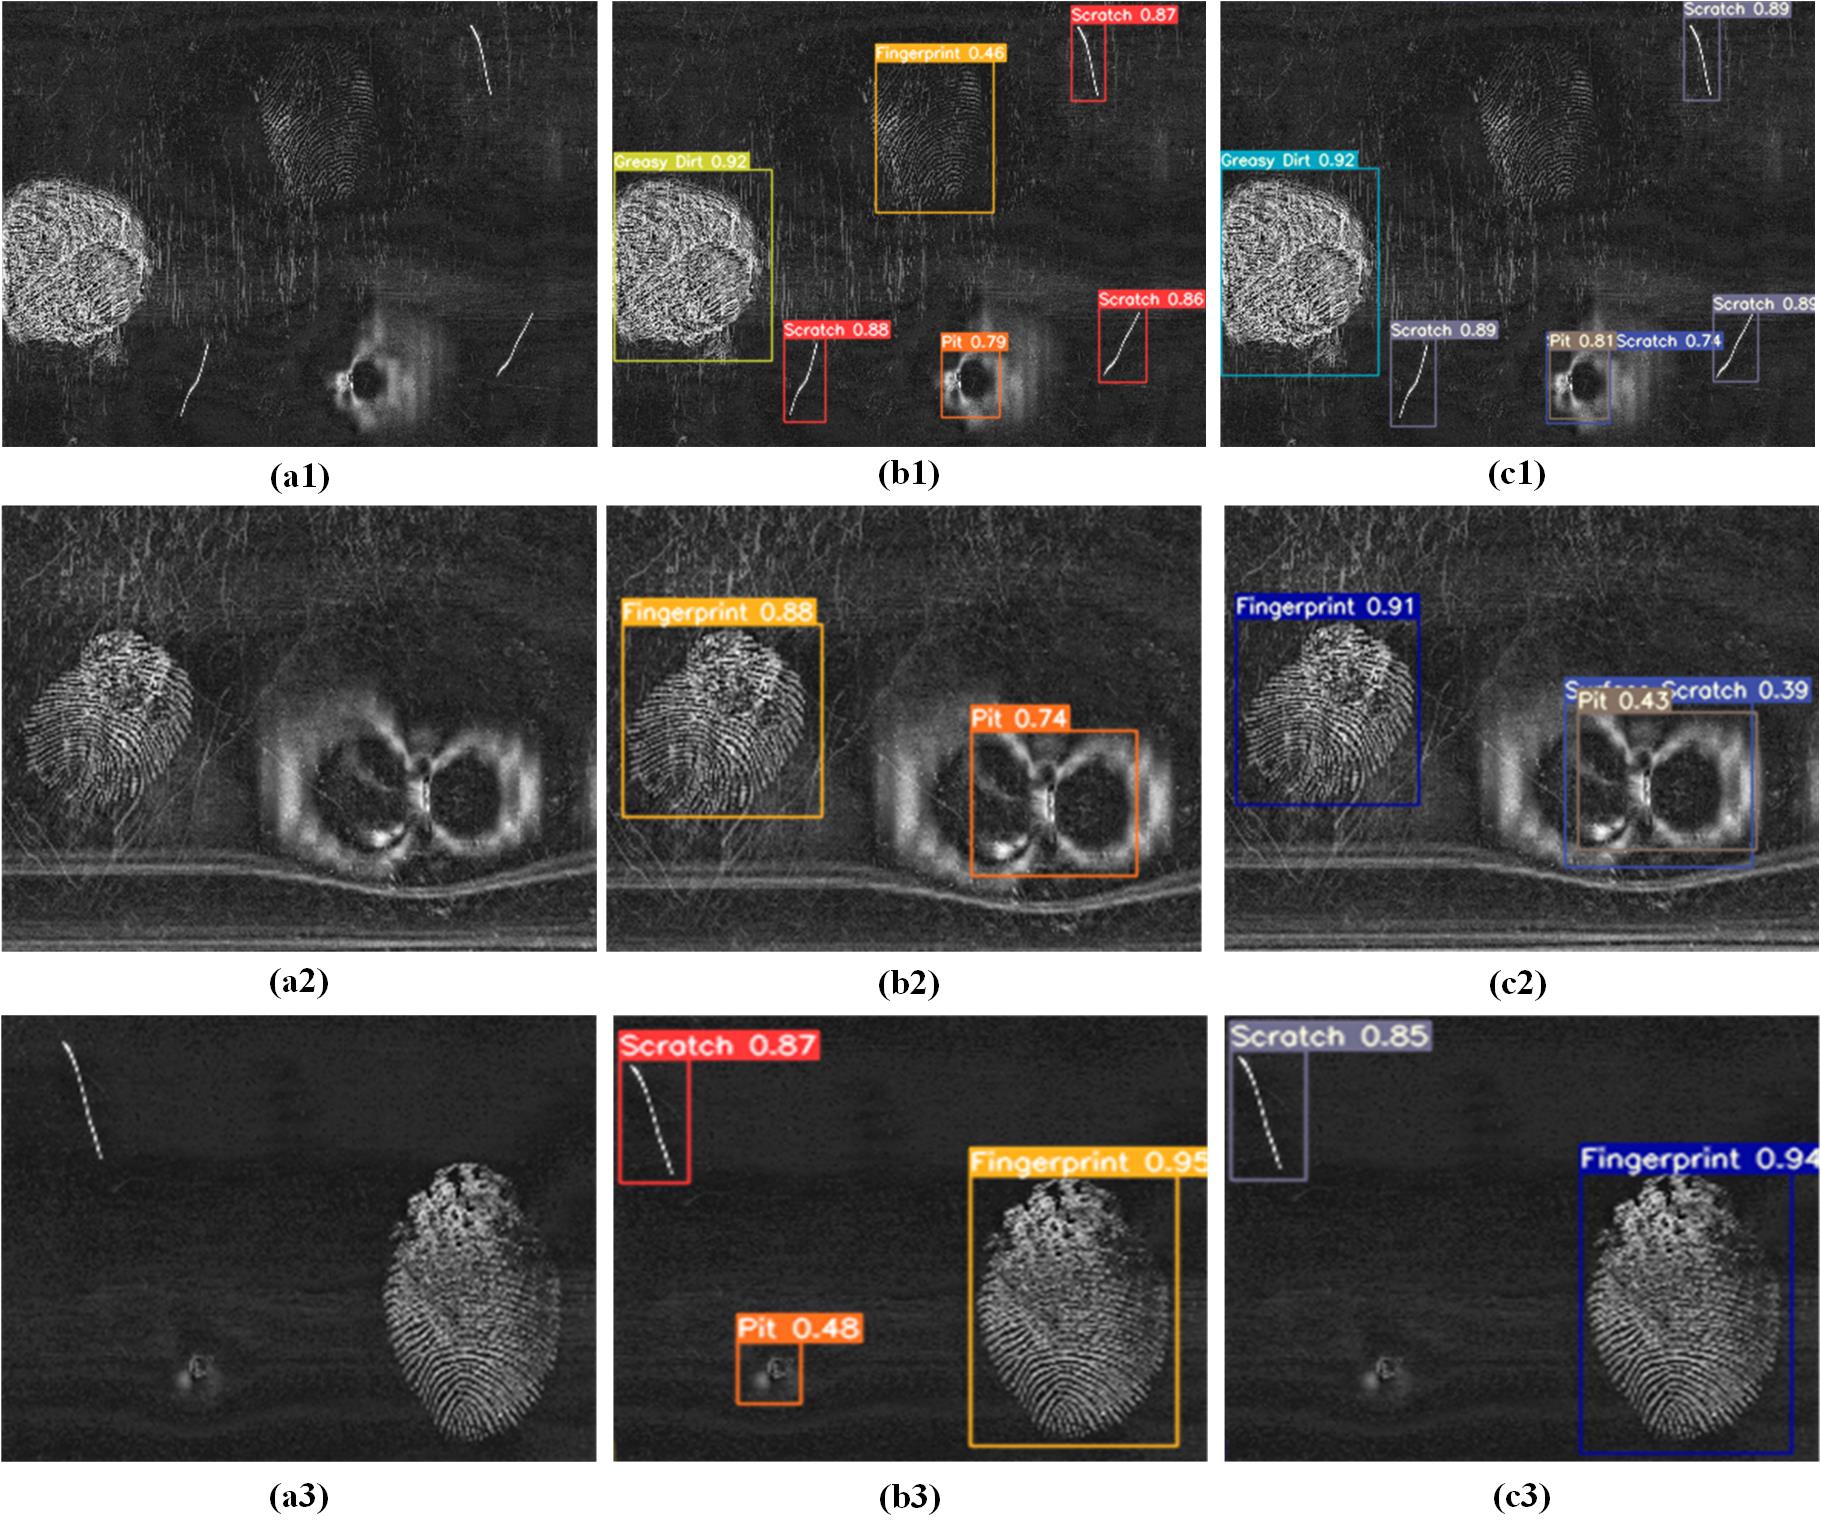 Scratch 0.87
Fingerprint 0.46
Greasy Dirt 0.92
Scratch 0.86
Scratch 0.88
Pit 0.79
Scratch 0.89
Greasy Dirt 0.92
Scratch 0.89
Scratch 0.89
Pit 0.81
Scratch 0.74
(a1)
(b1)
(c1)
Fingerprint 0.88
Pit 0.74
Fingerprint 0.91
Scratch 0.39
Pit 0.43
(a2)
(b2)
(c2)
Scratch 0.87
Fingerprint 0.95
Pit 0.48
Scratch 0.85
Fingerprint 0.94
(a3)
(b3)
(c3)